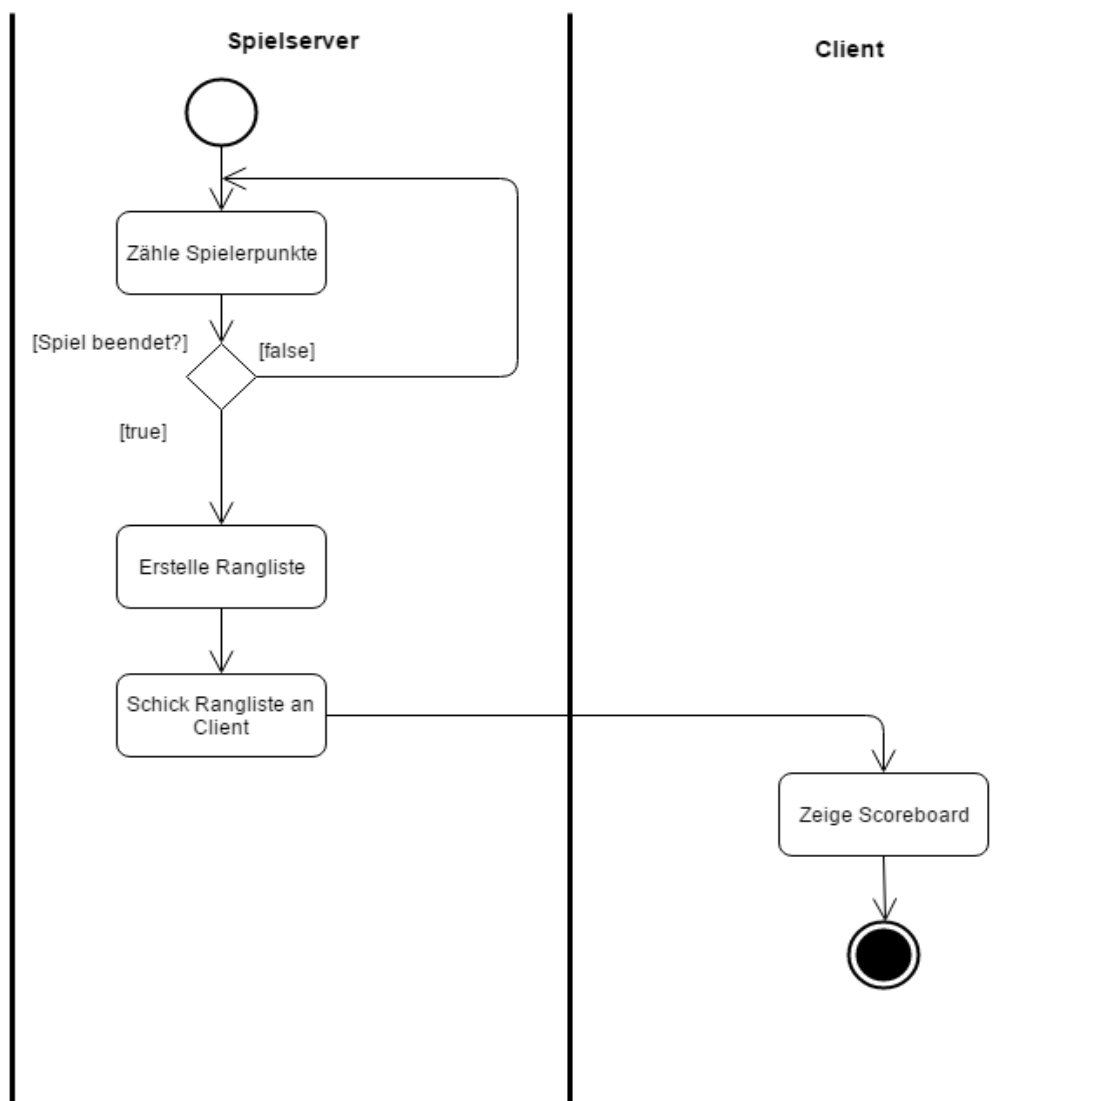 Spielserver
Client
Zähle Spielerpunkte
[Spiel beendet?]
[false]
[true]
Erstelle Rangliste
Schick Rangliste an
Client
Zeige Scoreboard